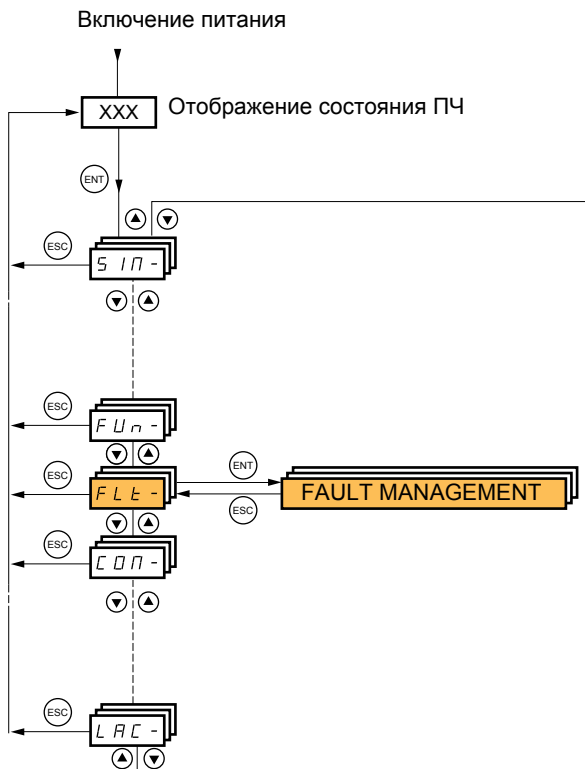 Включение питания
XXX
Отображение состояния ПЧ
ENT
ESC
SIM-
ESC
FUn-
ESC
FLt-
ENT
ESC
FAULT MANAGEMENT
ESC
COM-
ESC
LAC-